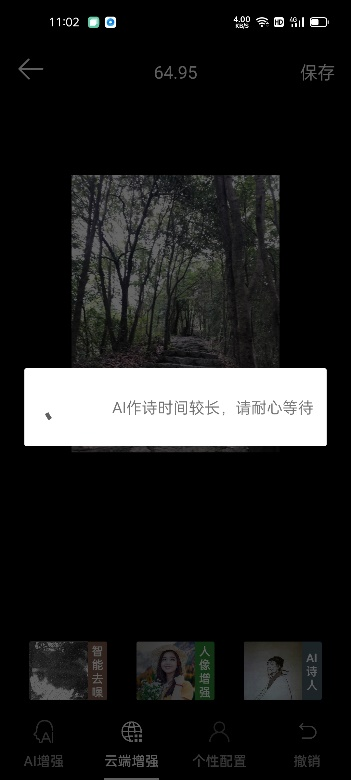 11:02
4.00
KB/S
HD
4G
64.95
保存
AI作诗时间较长，请耐心等待
智能去噪
人像增强
AI诗人
AI增强
云端增强
个性配置
撤销